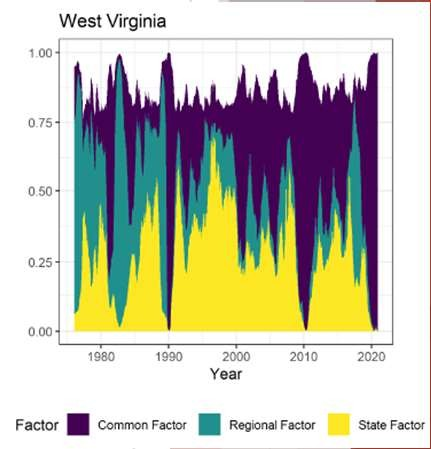 West Virginia
1.00
0.75
0.50
0.25
0.00
1980 1990 2000 2010 2020
Year
Factor Common Factor Regional Factor State Factor